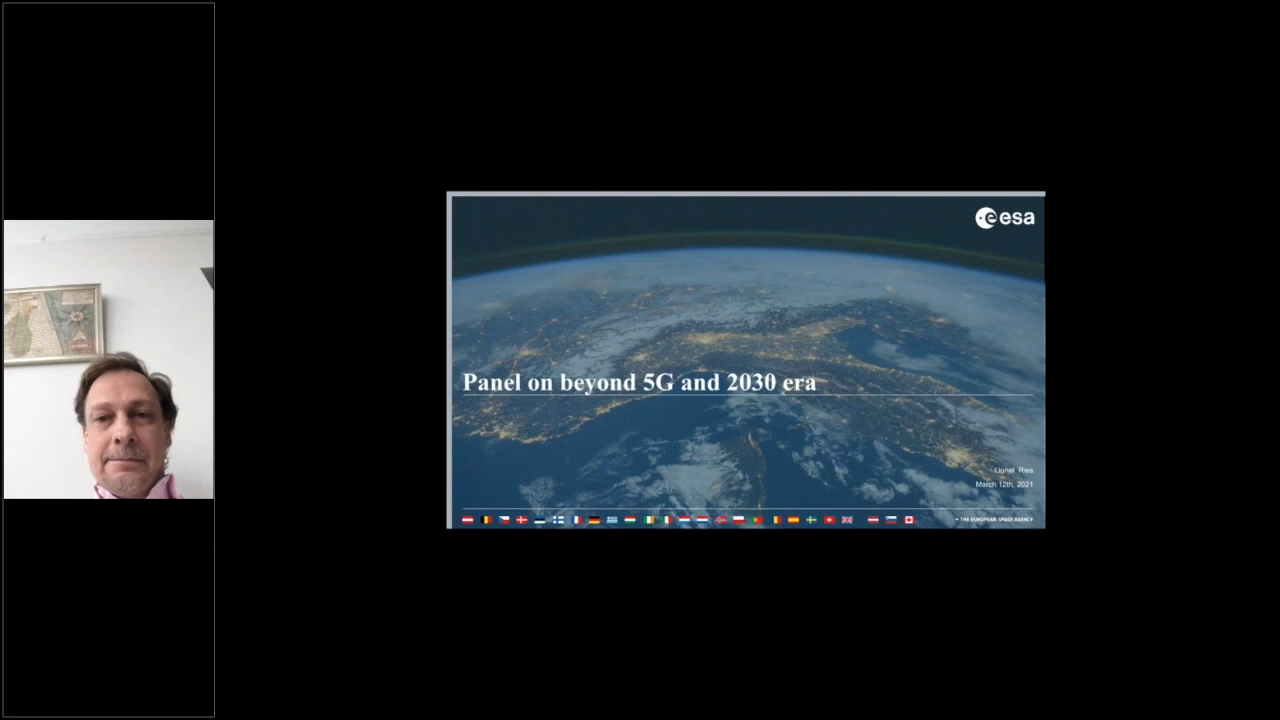 esa
Panel on beyond 5G and 2030 era
Lionel Ries
March 12th, 2021
THE EUROPEAN SPACE AGENCY